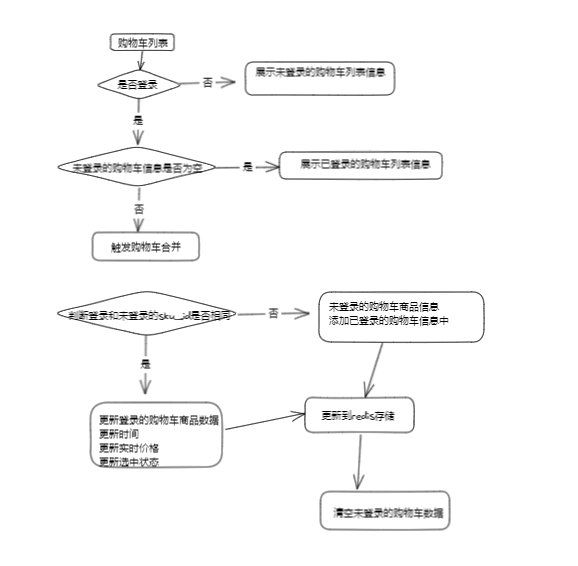 购物车列表
是否登录
否
展示未登录的购物车列表信息
是
未登录的购物车信息是否为空
是
展示已登录的购物车列表信息
否
触发购物车合并
判断登录和未登录的sku_id是否相同
否
未登录的购物车商品信息
添加已登录的购物车信息中
是
更新登录的购物车商品数据
更新时间
更新实时价格
更新选中状态
更新到redis存储
清空未登录的购物车数据